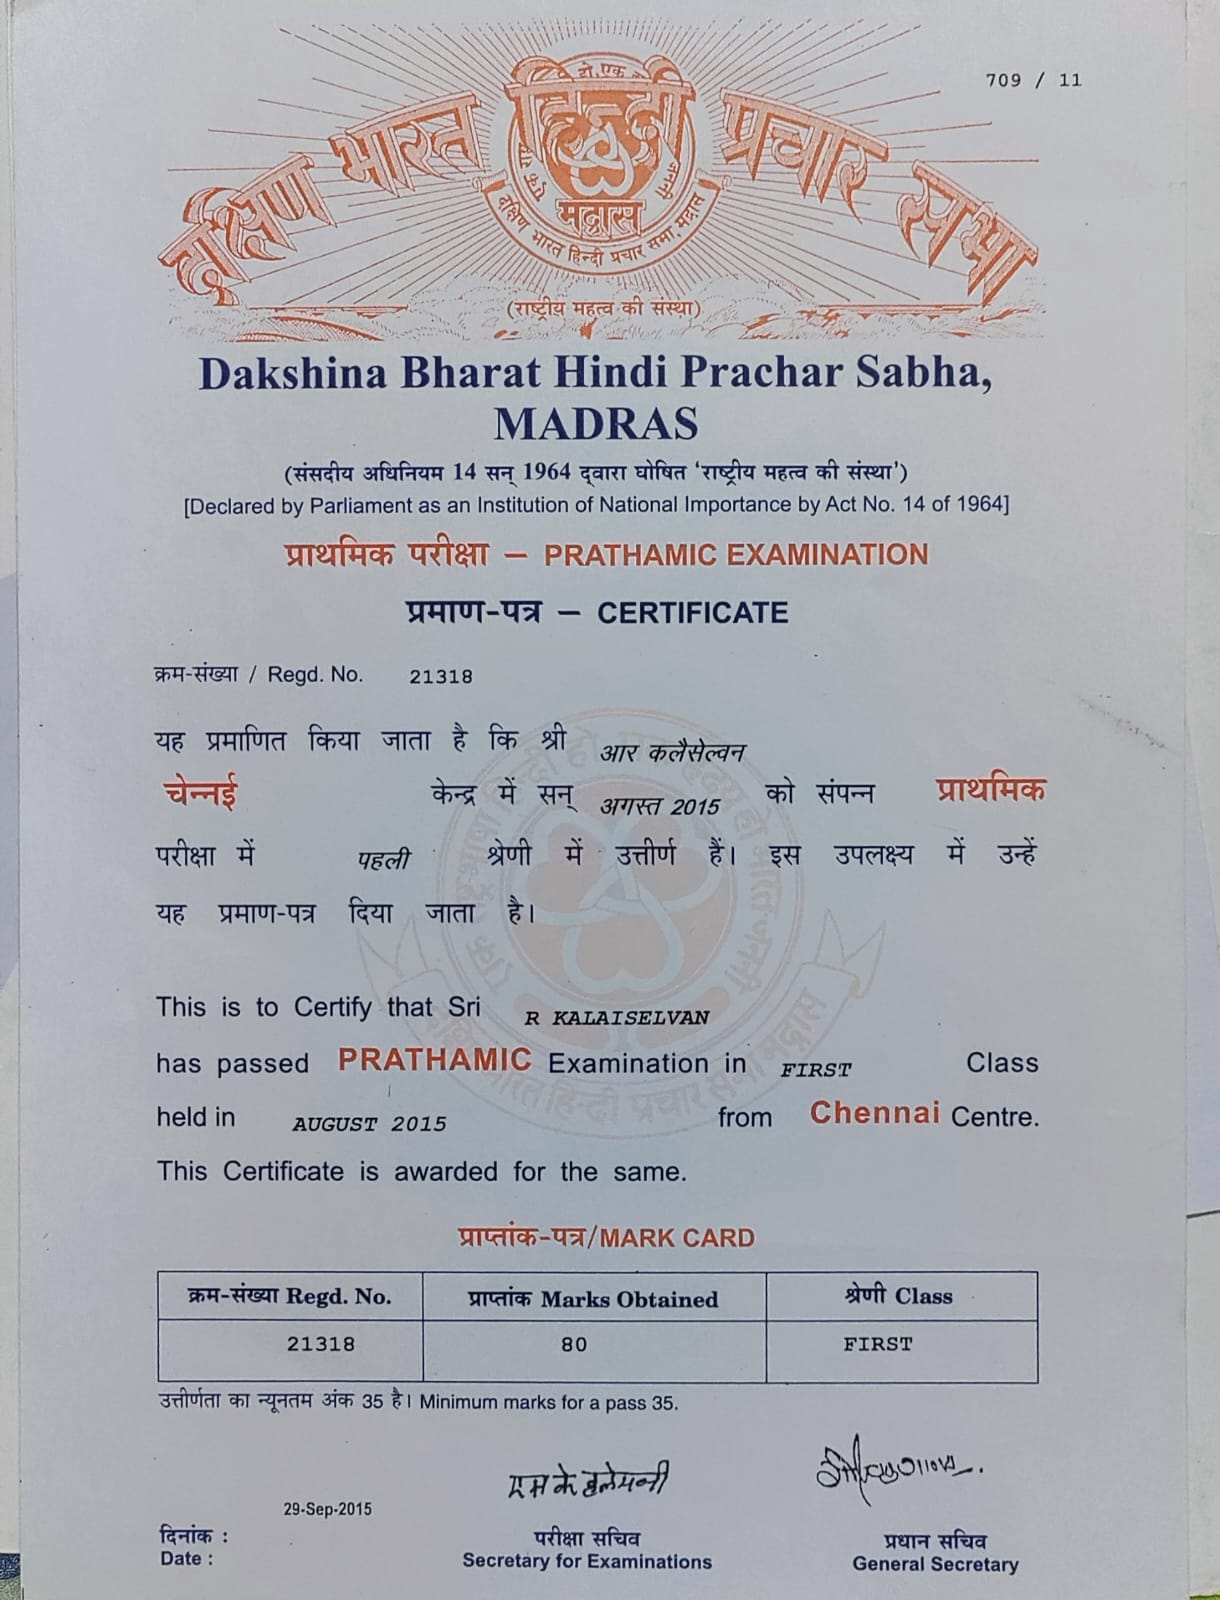 709 / 11
दक्षिण भारत हिन्दी प्रचार सभा
मद्रास
दक्षिण भारत हिन्दी प्रचार सभा, मद्रास
(राष्ट्रीय महत्व की संस्था)
Dakshina Bharat Hindi Prachar Sabha,
MADRAS
(संसदीय अधिनियम 14 सन् 1964 द्वारा घोषित ‘राष्ट्रीय महत्व की संस्था’)
[Declared by Parliament as an Institution of National Importance by Act No. 14 of 1964]
प्राथमिक परीक्षा – PRATHAMIC EXAMINATION
प्रमाण-पत्र – CERTIFICATE
क्रम-संख्या / Regd. No. 21318
यह प्रमाणित किया जाता है कि श्री आर कलैसेल्वन
चेन्नई केन्द्र में सन् अगस्त 2015 को संपन्न प्राथमिक
परीक्षा में पहली श्रेणी में उत्तीर्ण हैं। इस उपलक्ष्य में उन्हें
यह प्रमाण-पत्र दिया जाता है।
This is to Certify that Sri R KALAISELVAN
has passed PRATHAMIC Examination in FIRST Class
held in AUGUST 2015 from Chennai Centre.
This Certificate is awarded for the same.
प्राप्तांक-पत्र/MARK CARD
क्रम-संख्या Regd. No. प्राप्तांक Marks Obtained श्रेणी Class
21318 80 FIRST
उत्तीर्णता का न्यूनतम अंक 35 है। Minimum marks for a pass 35.
29-Sep-2015
दिनांक :
Date :
परीक्षा सचिव
Secretary for Examinations
प्रधान सचिव
General Secretary